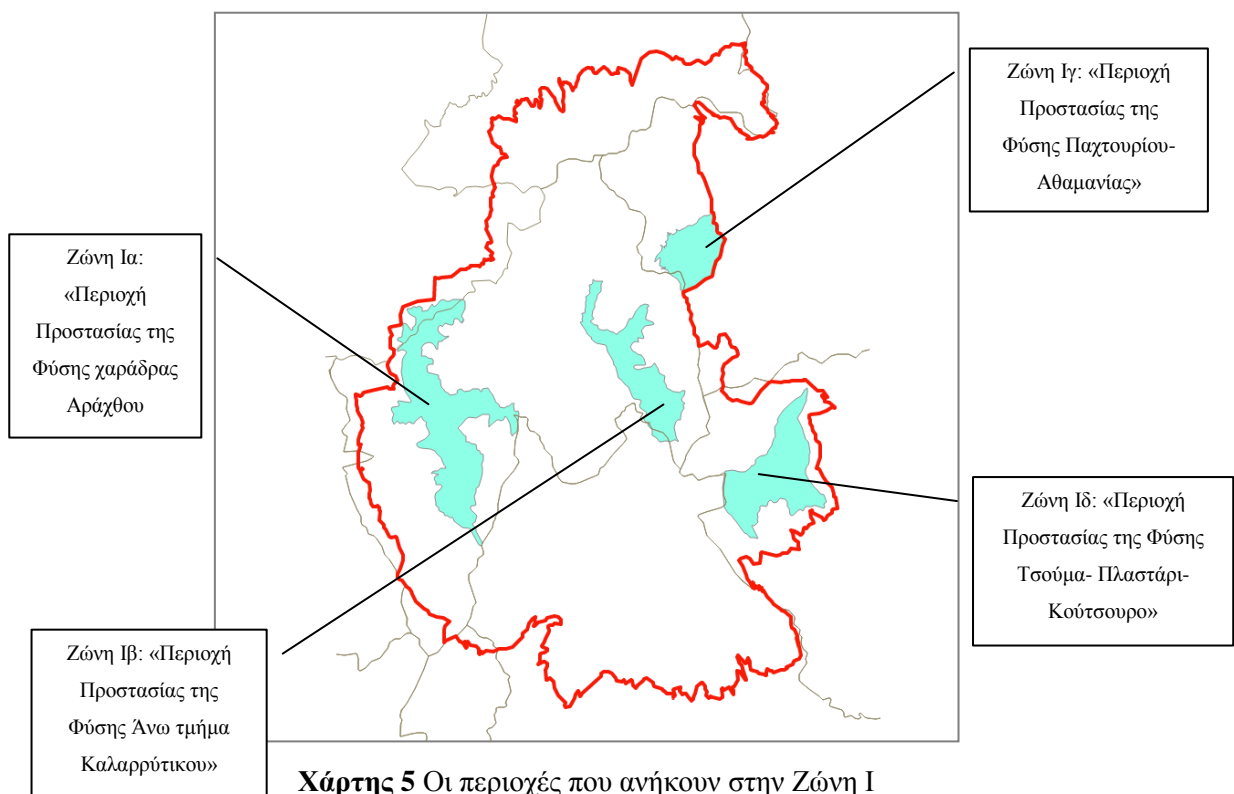 Ζώνη Ιγ: «Περιοχή
Προστασίας της
Φύσης Παχτουρίου-
Αθαμανίας»
Ζώνη Ια:
«Περιοχή
Προστασίας της
Φύσης χαράδρας
Αράχθου
Ζώνη Ιδ: «Περιοχή
Προστασίας της Φύσης
Τσούμα- Πλαστάρι-
Κούτσουρο»
Ζώνη Ιβ: «Περιοχή
Προστασίας της
Φύσης Άνω τμήμα
Καλαρρύτικου»
Χάρτης 5 Οι περιοχές που ανήκουν στην Ζώνη Ι